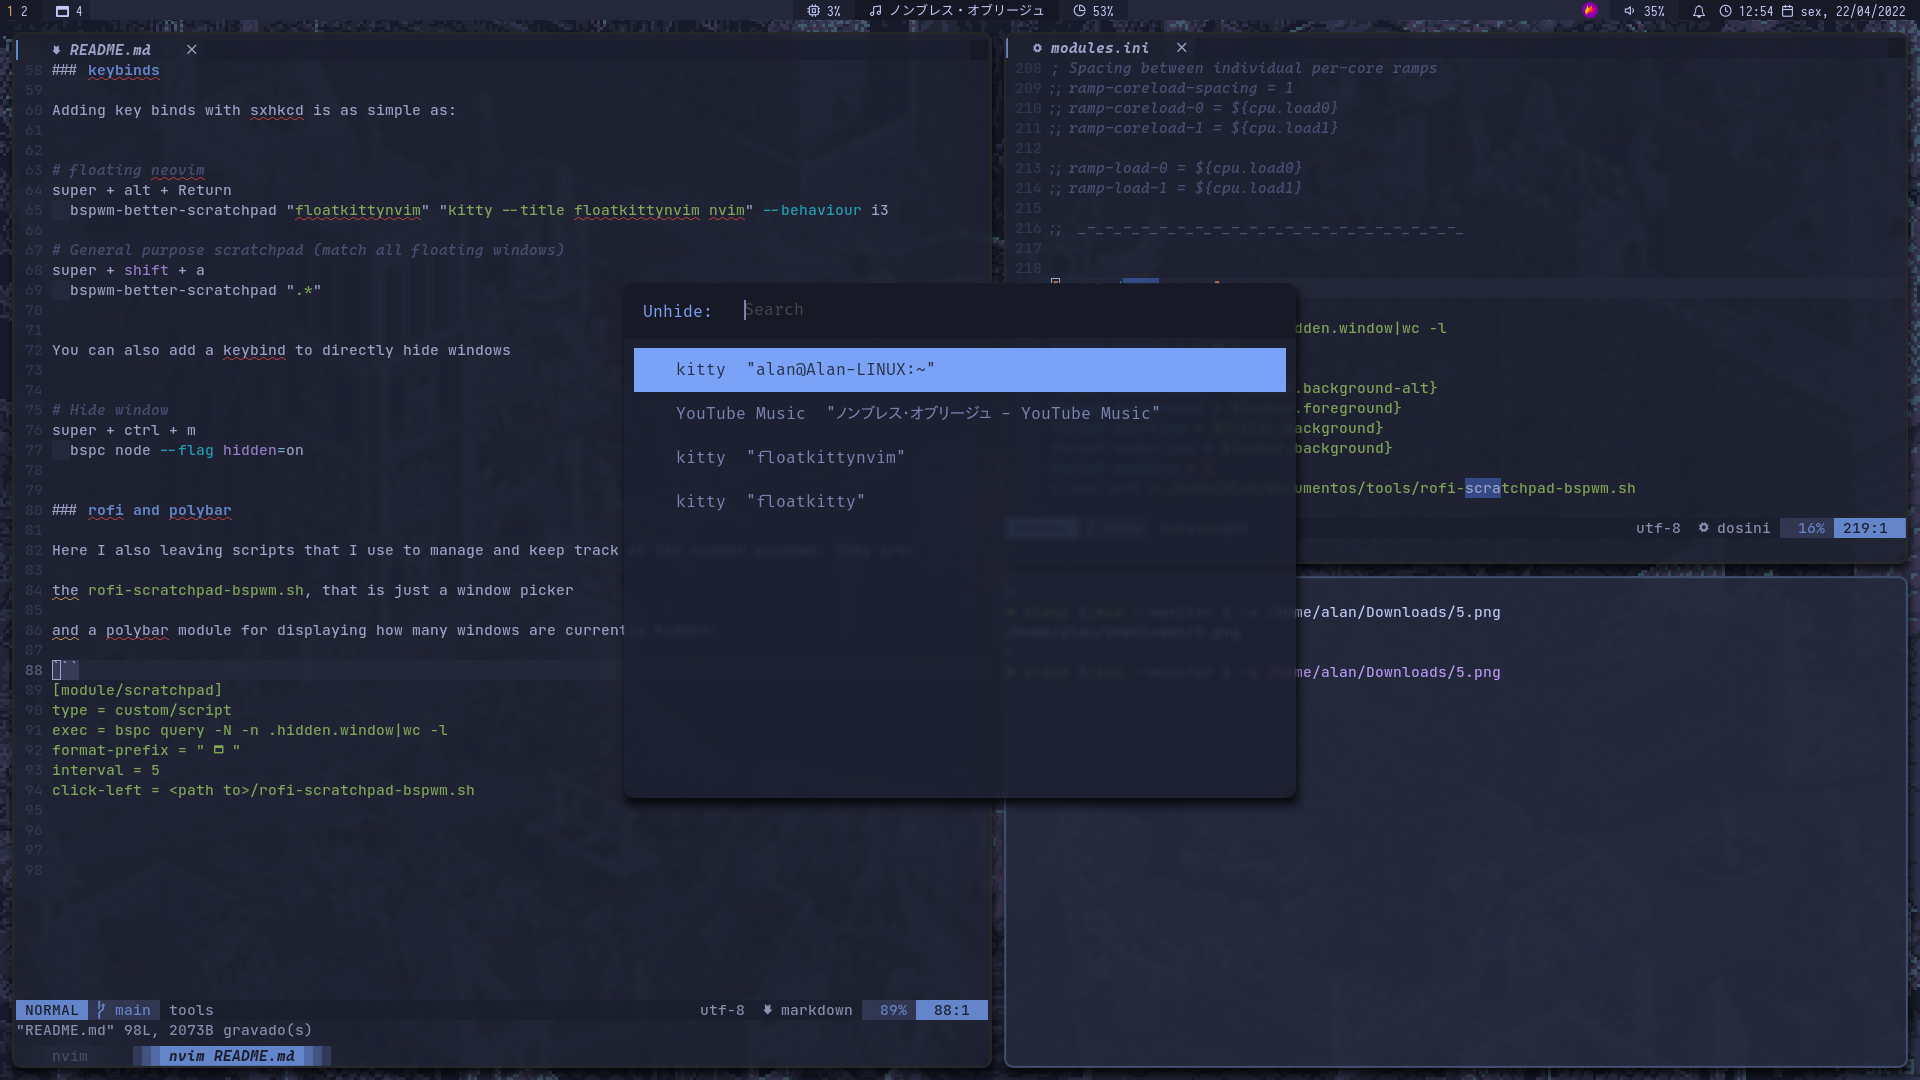 1 2 4
3% ノンブレス・オブリージュ 53%
35% 12:54 sex, 22/04/2022
README.md ×
58 ### keybinds
59
60 Adding key binds with sxhkcd is as simple as:
61
62
63 # floating neovim
64 super + alt + Return
65 bspwm-better-scratchpad "floatkittynvim" "kitty --title floatkittynvim nvim" --behaviour i3
66
67 # General purpose scratchpad (match all floating windows)
68 super + shift + a
69 bspwm-better-scratchpad ".*"
70
71
72 You can also add a keybind to directly hide windows
73
74
75 # Hide window
76 super + ctrl + m
77 bspc node --flag hidden=on
78
79
80 ### rofi and polybar
81
82 Here I also leaving scripts that I use to manage and keep track
83
84 the rofi-scratchpad-bspwm.sh, that is just a window picker
85
86 and a polybar module for displaying how many windows are current
87
88 ```
89 [module/scratchpad]
90 type = custom/script
91 exec = bspc query -N -n .hidden.window|wc -l
92 format-prefix = " "
93 interval = 5
94 click-left = <path to>/rofi-scratchpad-bspwm.sh
95
96
97
98
NORMAL main tools utf-8 markdown 89% 88:1
"README.md" 98L, 2073B gravado(s)
nvim nvim README.md
modules.ini ×
208 ; Spacing between individual per-core ramps
209 ;; ramp-coreload-spacing = 1
210 ;; ramp-coreload-0 = ${cpu.load0}
211 ;; ramp-coreload-1 = ${cpu.load1}
212
213 ;; ramp-load-0 = ${cpu.load0}
214 ;; ramp-load-1 = ${cpu.load1}
215
216 ;; _-_-_-_-_-_-_-_-_-_-_-_-_-_-_-_-_-_-_-_-_-_
217
218
dden.window|wc -l
.background-alt}
.foreground}
ackground}
background}
umentos/tools/rofi-scratchpad-bspwm.sh
utf-8 dosini 16% 219:1
me/alan/Downloads/5.png
me/alan/Downloads/5.png
Unhide: Search
kitty "alan@Alan-LINUX:~"
YouTube Music "ノンブレス・オブリージュ - YouTube Music"
kitty "floatkittynvim"
kitty "floatkitty"